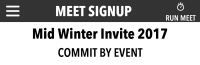 MEET SIGNUP
RUN MEET
Mid Winter Invite 2017
COMMIT BY EVENT